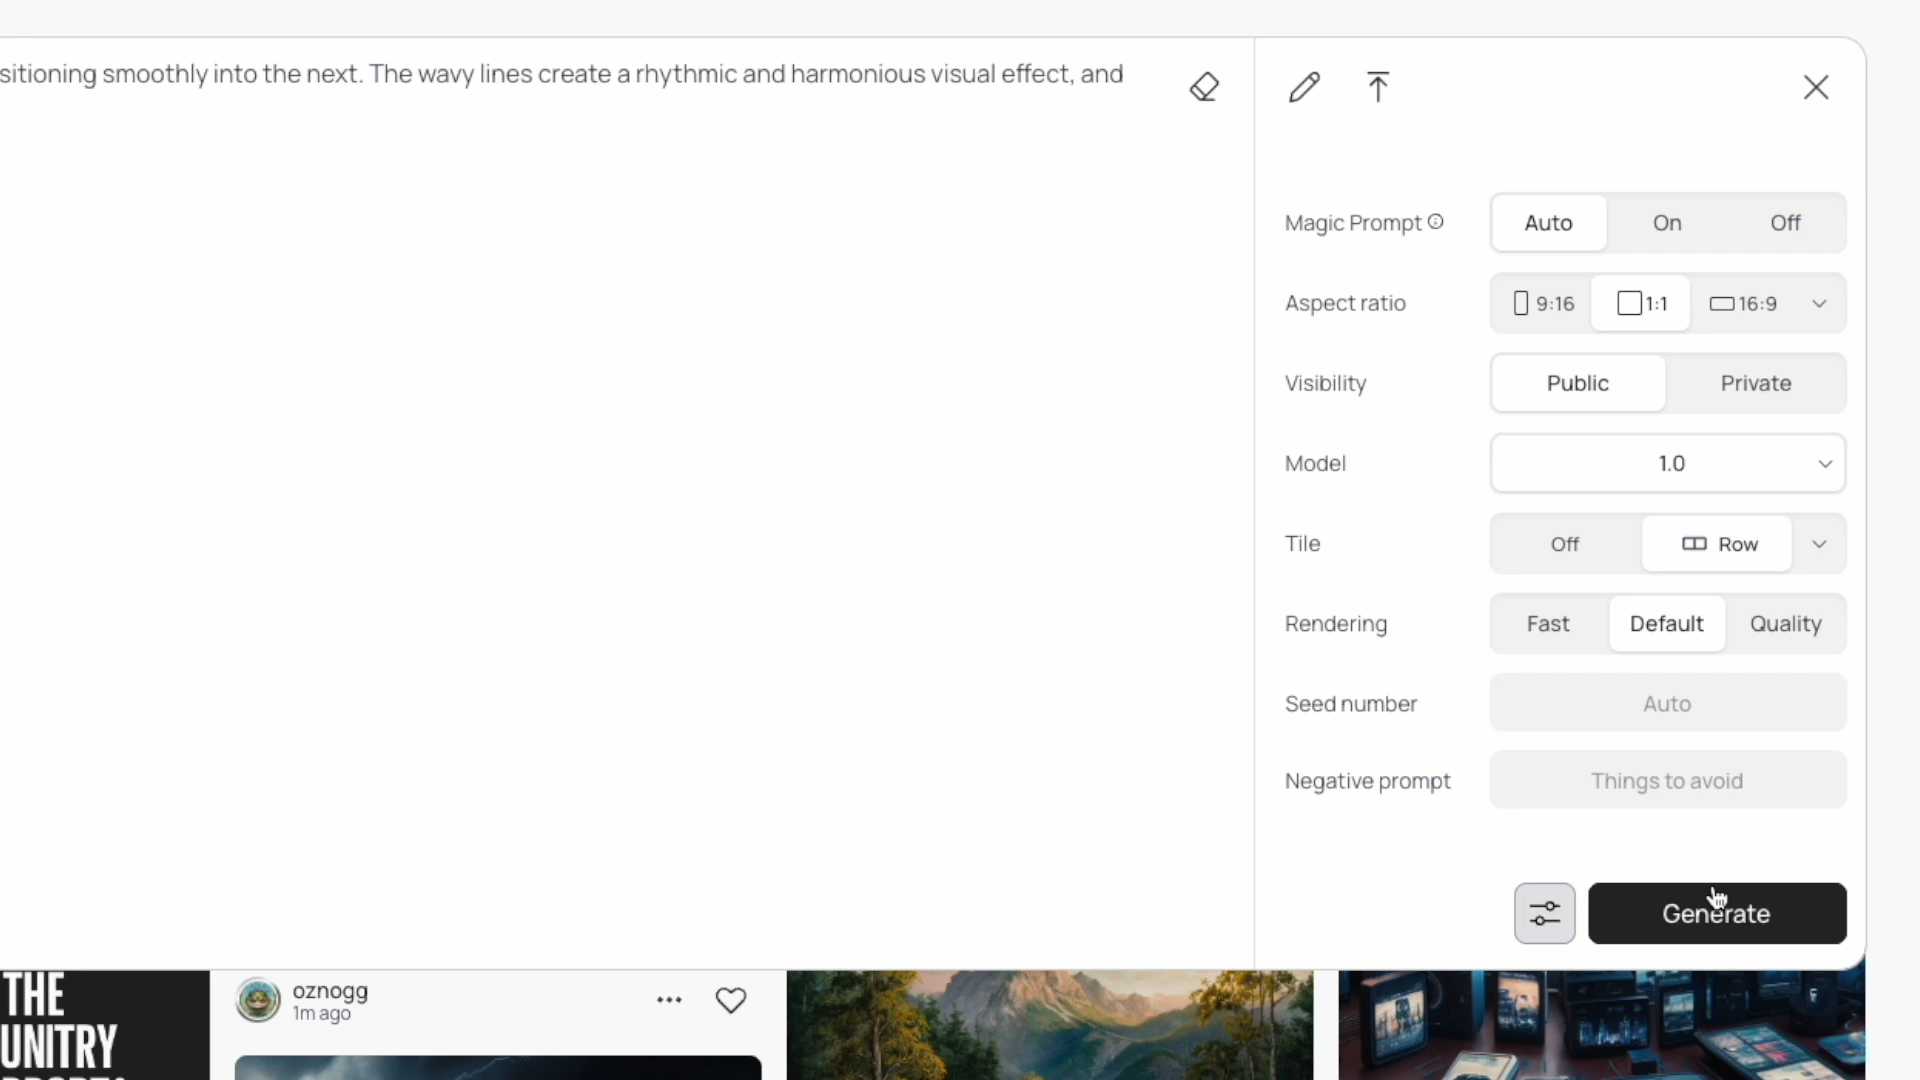 sitioning smoothly into the next. The wavy lines create a rhythmic and harmonious visual effect, and
Magic Prompt Auto On Off
Aspect ratio 9:16 1:1 16:9
Visibility Public Private
Model 1.0
Tile Off Row
Rendering Fast Default Quality
Seed number Auto
Negative prompt Things to avoid
Generate
THE
UNITRY
oznogg
1m ago